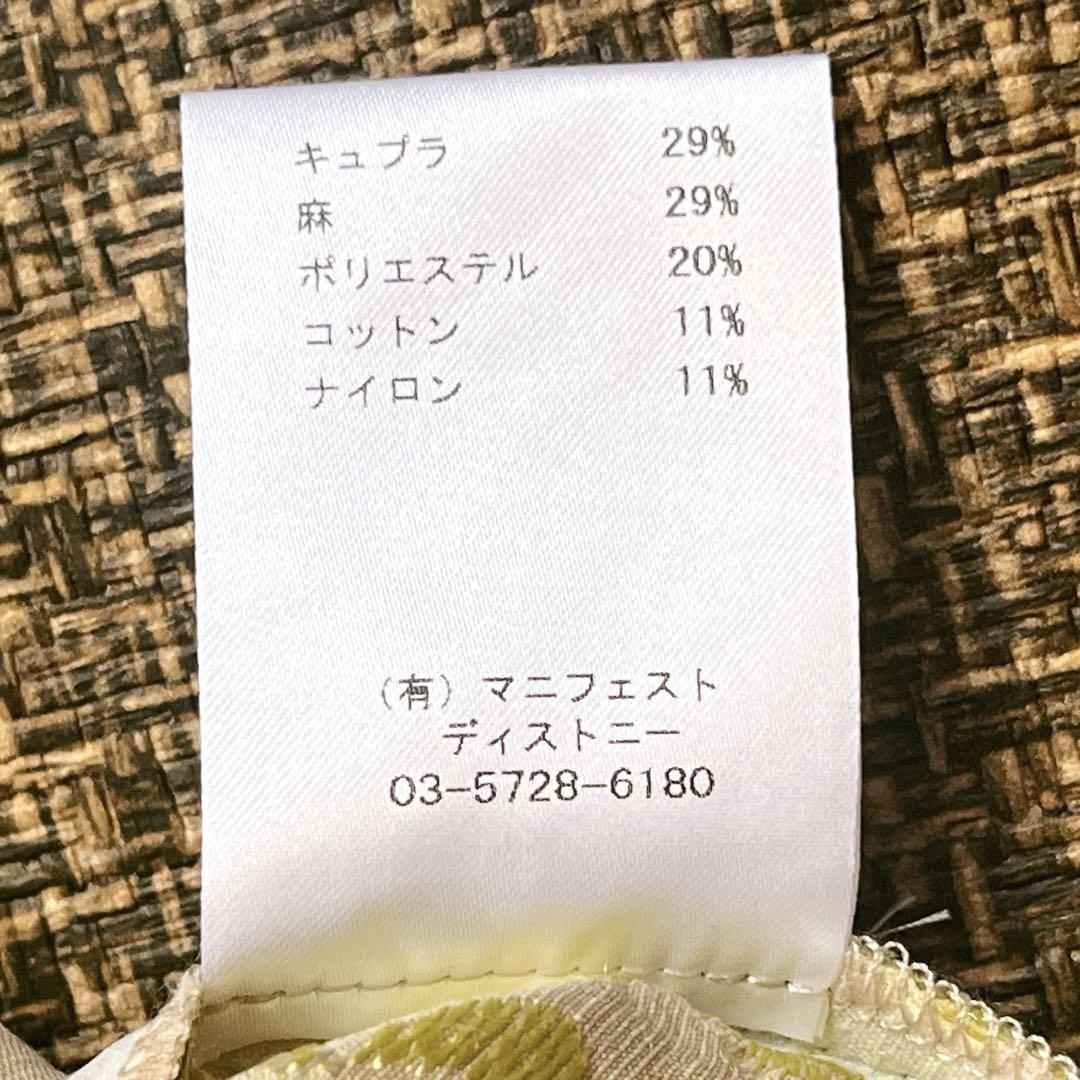 キュプラ 29%
麻 29%
ポリエステル 20%
コットン 11%
ナイロン 11%
(有) マニフェスト
ディストニー
03-5728-6180